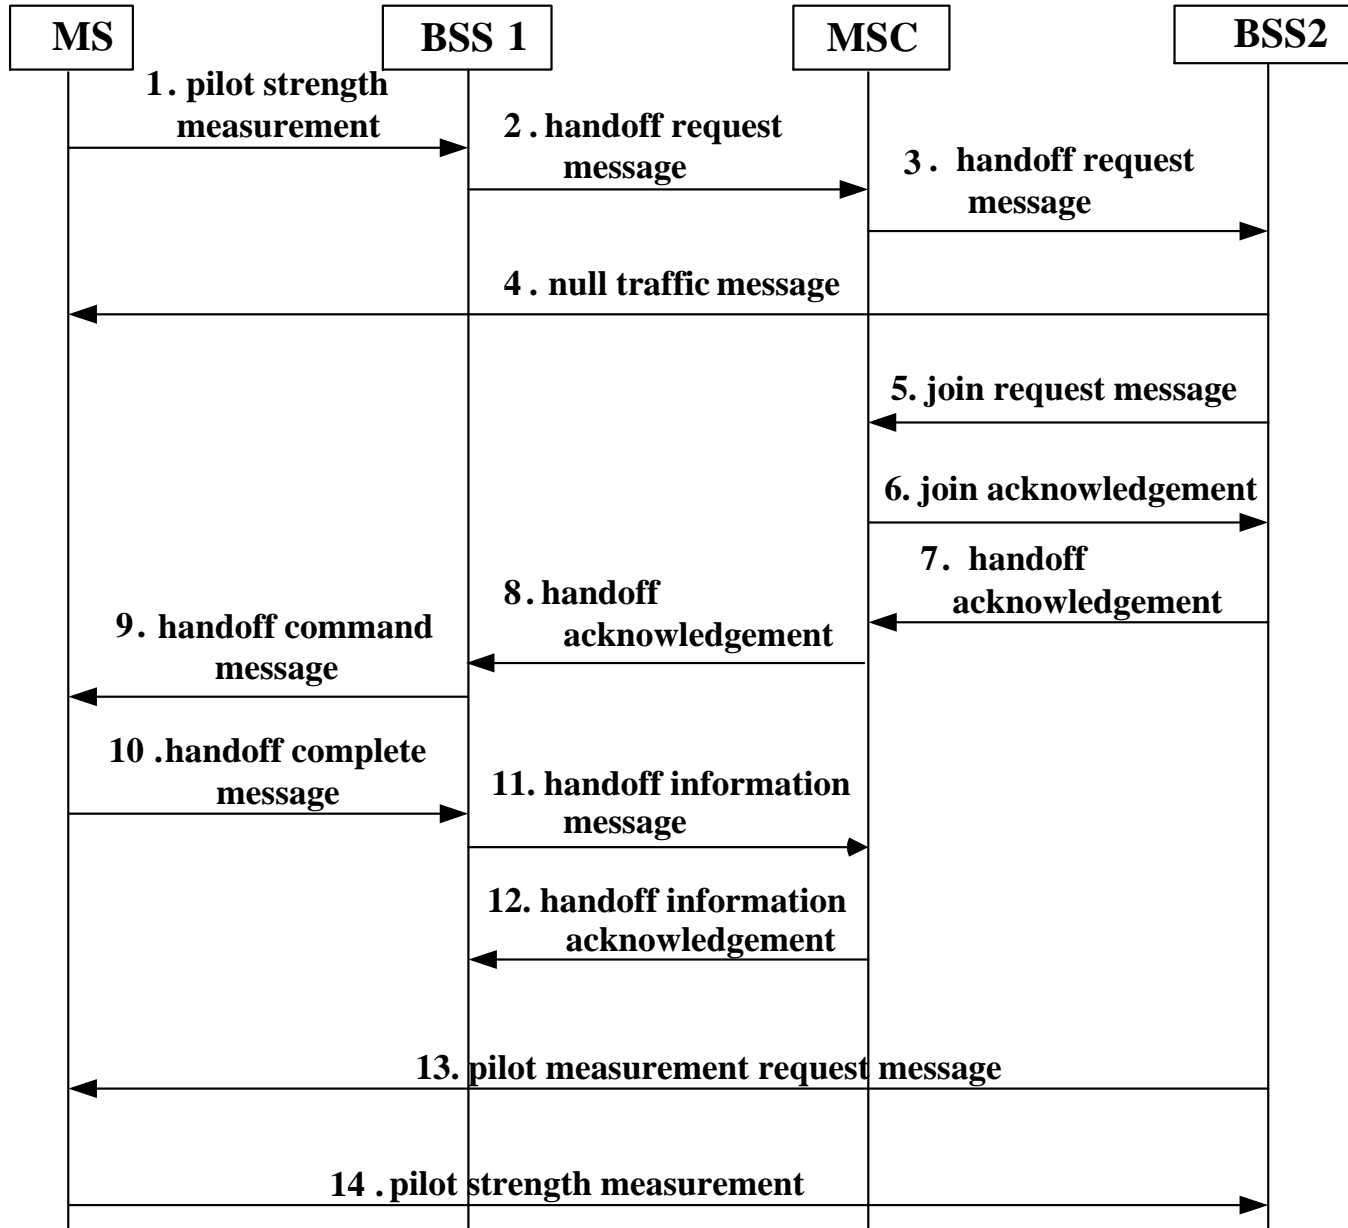 MS
BSS 1
MSC
BSS2
1. pilot strength
measurement
2. handoff request
message
3. handoff request
message
4. null traffic message
5. join request message
6. join acknowledgement
7. handoff
acknowledgement
8. handoff
acknowledgement
9. handoff command
message
10 .handoff complete
message
11. handoff information
message
12. handoff information
acknowledgement
13. pilot measurement request message
14 . pilot strength measurement